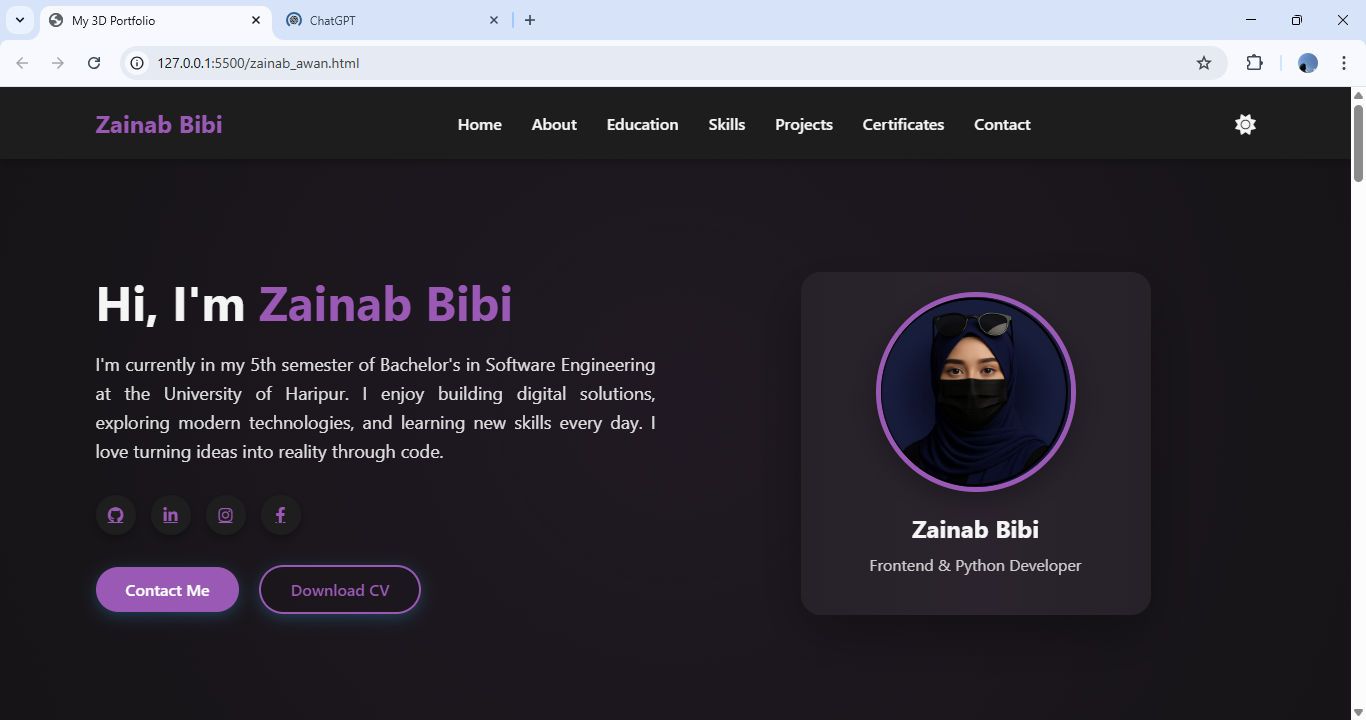 My 3D Portfolio
ChatGPT
127.0.0.1:5500/zainab_awan.html
Zainab Bibi
Home
About
Education
Skills
Projects
Certificates
Contact
Hi, I'm Zainab Bibi
I'm currently in my 5th semester of Bachelor's in Software Engineering
at the University of Haripur. I enjoy building digital solutions,
exploring modern technologies, and learning new skills every day. I
love turning ideas into reality through code.
Contact Me
Download CV
Zainab Bibi
Frontend & Python Developer